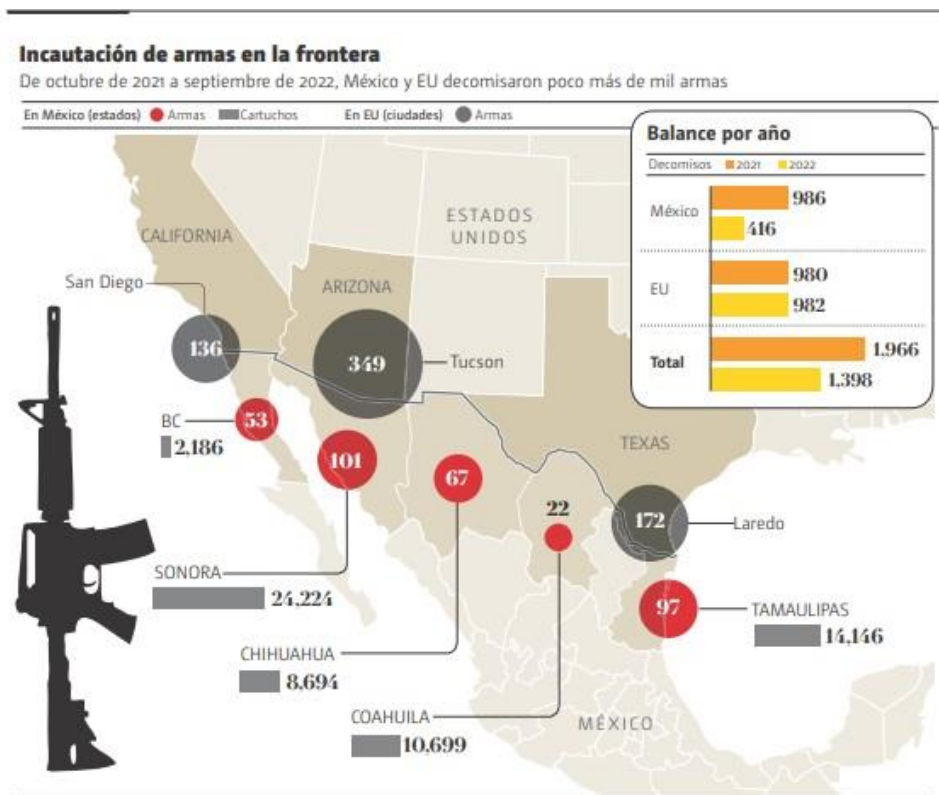 Incautación de armas en la frontera
De octubre de 2021 a septiembre de 2022, México y EU decomisaron poco más de mil armas
En México (estados) Armas Cartuchos En EU (ciudades) Armas
Balance por año
Decomisos 2021 2022
México 986
416
EU 980
982
Total 1,966
1,398
ESTADOS
UNIDOS
CALIFORNIA
San Diego
136
ARIZONA
349
Tucson
BC
53
2,186
101
SONORA
24,224
67
CHIHUAHUA
8,694
22
COAHUILA
10,699
TEXAS
172
Laredo
97
TAMAULIPAS
14,146
MÉXICO